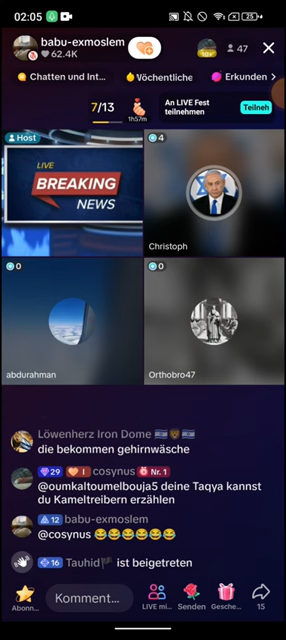 02:05
25
babu-exmoslem
62.4K
10x
47
Chatten und Int...
Wöchentliche
Erkunden
7/13
1h57m
An LIVE Fest
teilnehmen
Teilneh
Host
LIVE
BREAKING
NEWS
4
Christoph
0
abdurahman
0
Orthobro47
Löwenherz Iron Dome 🇮🇱🦁🇮🇱
die bekommen gehirnwäsche
29 I cosynus Nr. 1
@oumkaltoumelbouja5 deine Taqya kannst
du Kameltreibern erzählen
12 babu-exmoslem
@cosynus 😂😂😂😂😂😂
16 Tauhid🏴 ist beigetreten
Abonn...
Komment...
LIVE mi...
Senden
Gesche...
15